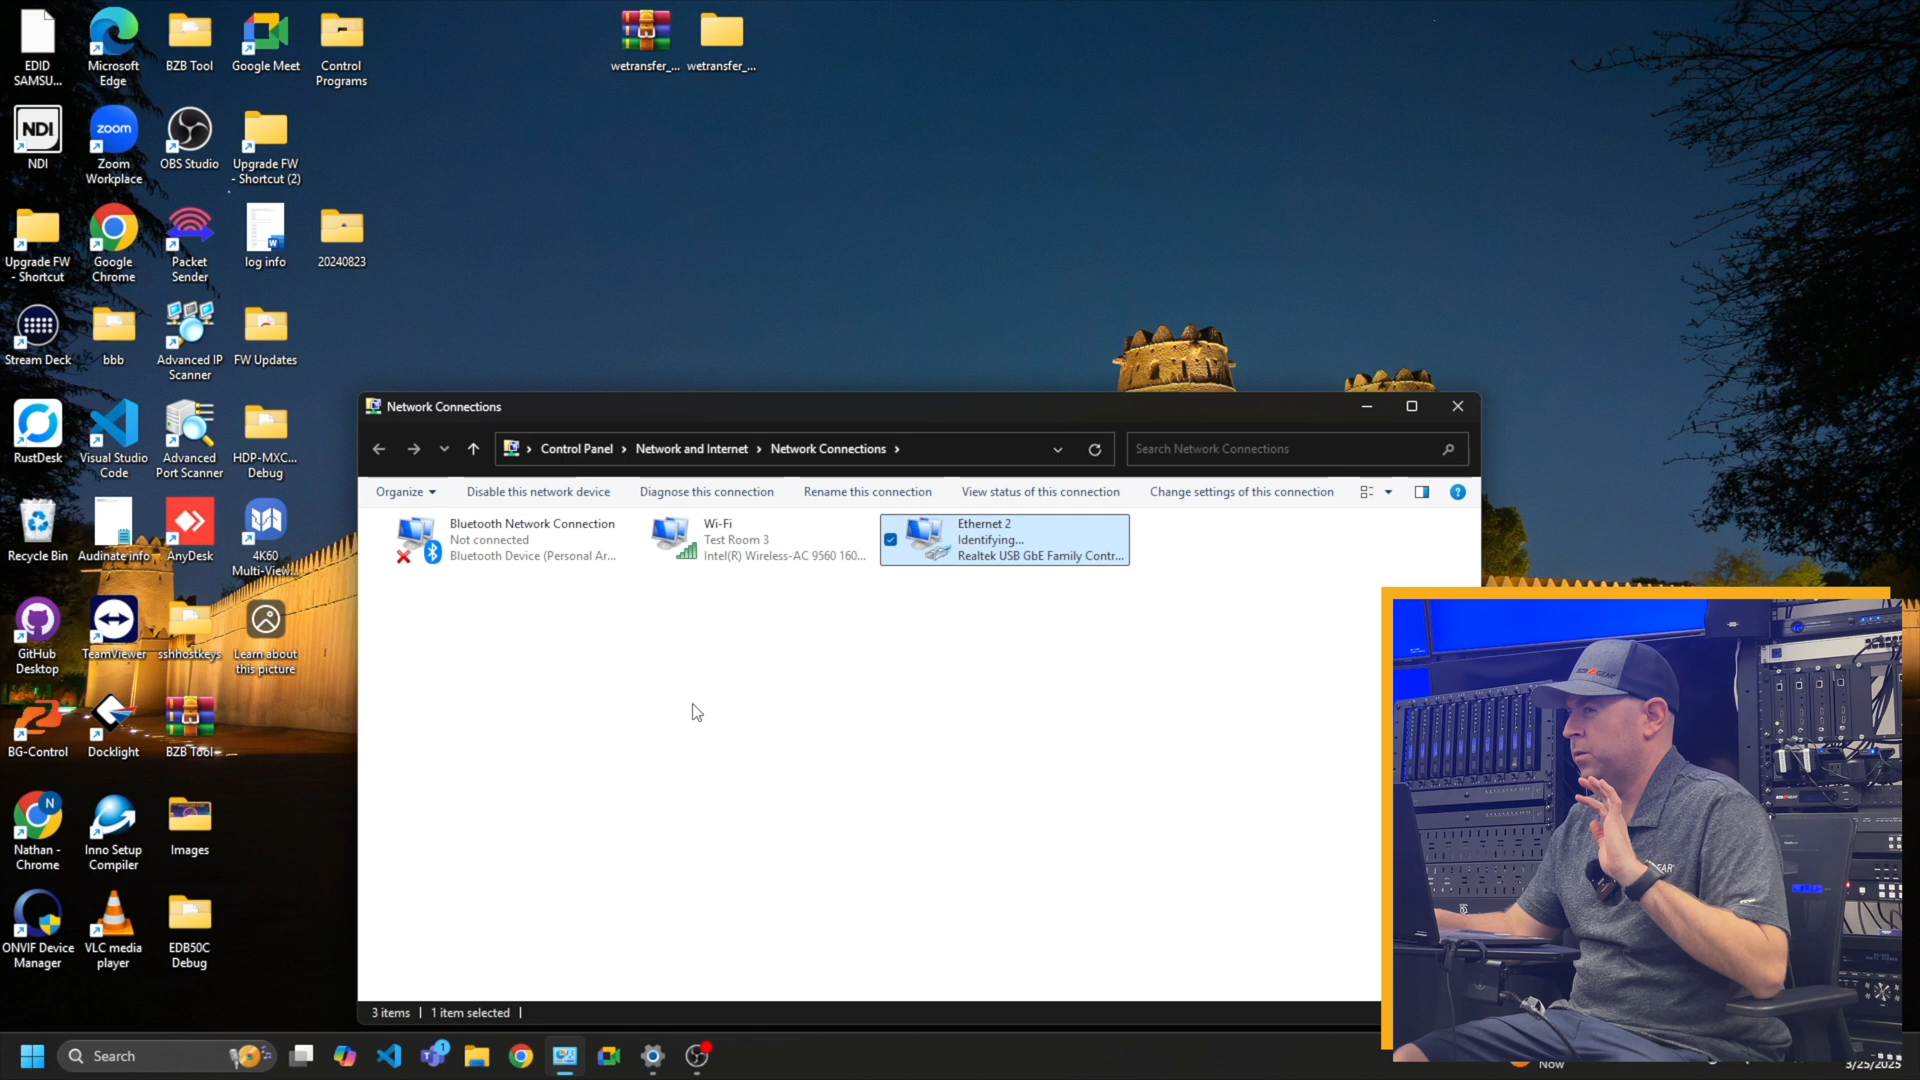 EDID
SAMSU...
Microsoft
Edge
BZB Tool
Google Meet
Control
Programs
wetransfer_...
wetransfer_...
NDI
NDI
zoom
Zoom
Workplace
OBS Studio
Upgrade FW
- Shortcut (2)
Upgrade FW
- Shortcut
Google
Chrome
Packet
Sender
log info
20240823
Stream Deck
bbb
Advanced IP
Scanner
FW Updates
RustDesk
Visual Studio
Code
Advanced
Port Scanner
HDP-MXC...
Debug
Recycle Bin
Audinate info
AnyDesk
4K60
Multi-View...
GitHub
Desktop
TeamViewer
sshhostkeys
Learn about
this picture
BG-Control
Docklight
BZB Tool
N
Nathan -
Chrome
Inno Setup
Compiler
Images
ONVIF Device
Manager
VLC media
player
EDB50C
Debug
Network Connections
Control Panel
Network and Internet
Network Connections
Search Network Connections
Organize
Disable this network device
Diagnose this connection
Rename this connection
View status of this connection
Change settings of this connection
Bluetooth Network Connection
Not connected
Bluetooth Device (Personal Ar...
Wi-Fi
Test Room 3
Intel(R) Wireless-AC 9560 160...
Ethernet 2
Identifying...
Realtek USB GbE Family Contr...
3 items
1 item selected
Search
1
Now
3/25/2025